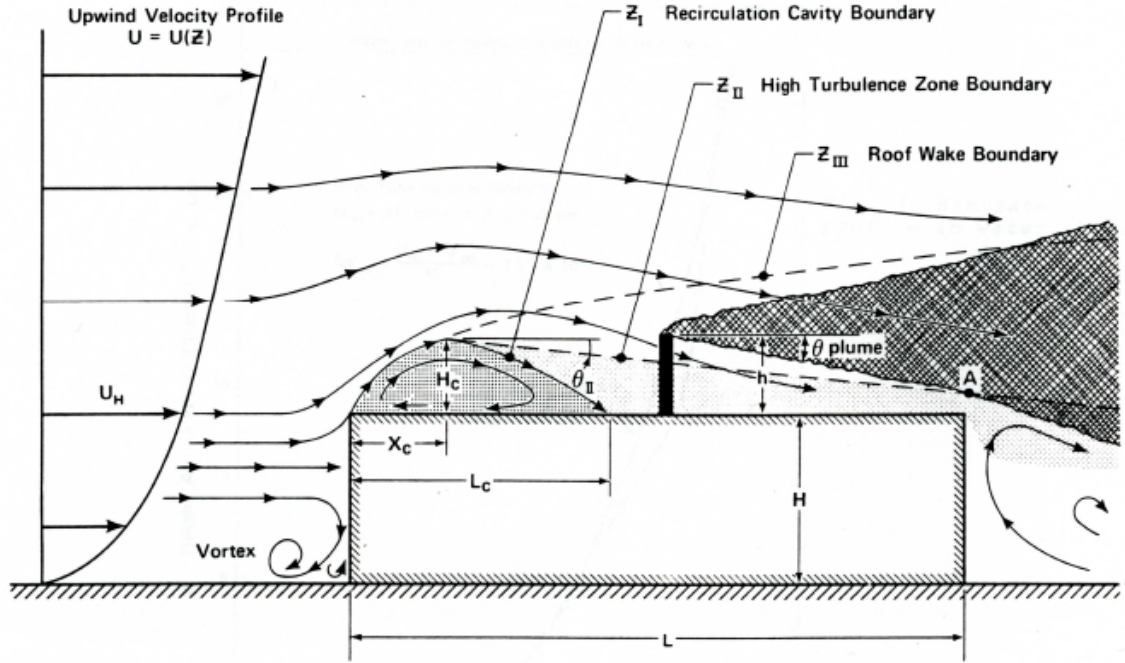 Upwind Velocity Profile
U = U(Z)
Z_I Recirculation Cavity Boundary
Z_II High Turbulence Zone Boundary
Z_III Roof Wake Boundary
θ plume
H_C
θ_II
h
A
U_H
X_C
L_C
H
Vortex
L